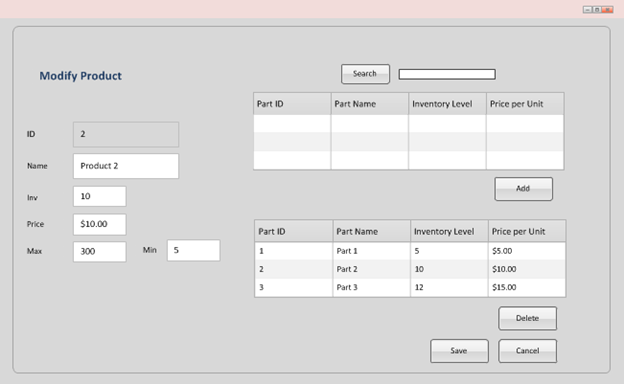 Modify Product
Search
Part ID Part Name Inventory Level Price per Unit
ID 2
Name Product 2
Inv 10
Price $10.00
Max 300 Min 5
Add
Part ID Part Name Inventory Level Price per Unit
1 Part 1 5 $5.00
2 Part 2 10 $10.00
3 Part 3 12 $15.00
Delete
Save Cancel